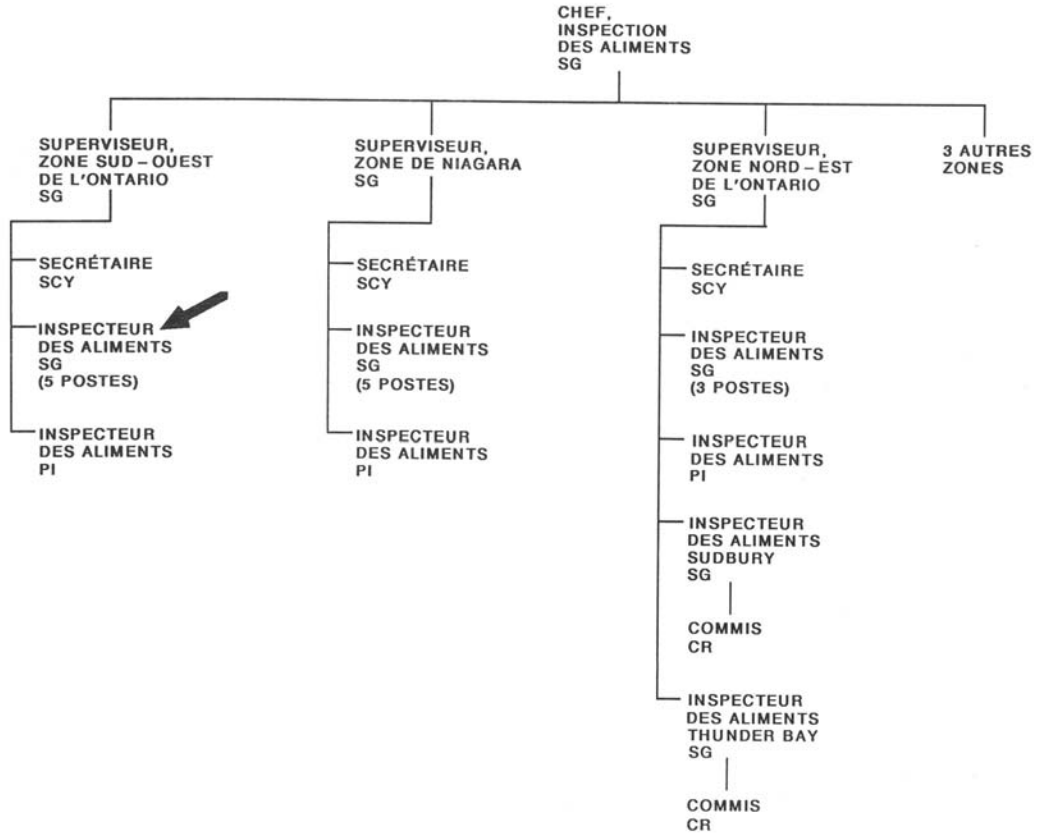 CHEF,
INSPECTION
DES ALIMENTS
SG
SUPERVISEUR,
ZONE SUD – OUEST
DE L'ONTARIO
SG
SECRÉTAIRE
SCY
INSPECTEUR
DES ALIMENTS
SG
(5 POSTES)
INSPECTEUR
DES ALIMENTS
PI
SUPERVISEUR,
ZONE DE NIAGARA
SG
SECRÉTAIRE
SCY
INSPECTEUR
DES ALIMENTS
SG
(5 POSTES)
INSPECTEUR
DES ALIMENTS
PI
SUPERVISEUR,
ZONE NORD – EST
DE L'ONTARIO
SG
SECRÉTAIRE
SCY
INSPECTEUR
DES ALIMENTS
SG
(3 POSTES)
INSPECTEUR
DES ALIMENTS
PI
INSPECTEUR
DES ALIMENTS
SUDBURY
SG
COMMIS
CR
INSPECTEUR
DES ALIMENTS
THUNDER BAY
SG
COMMIS
CR
3 AUTRES
ZONES